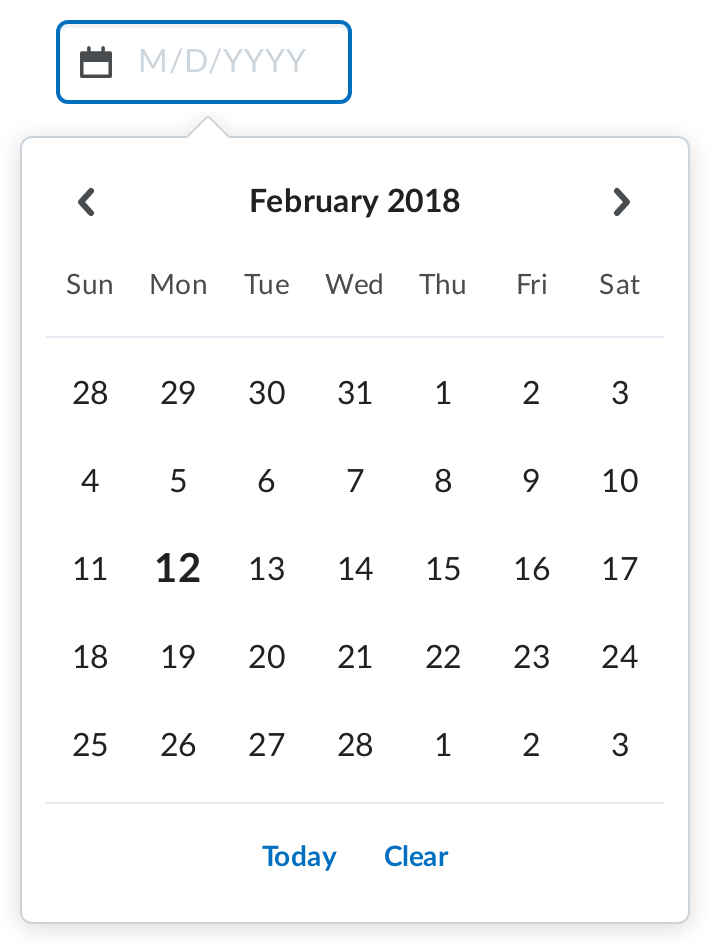 M/D/YYYY
February 2018
Sun Mon Tue Wed Thu Fri Sat
28 29 30 31 1 2 3
4 5 6 7 8 9 10
11 12 13 14 15 16 17
18 19 20 21 22 23 24
25 26 27 28 1 2 3
Today Clear